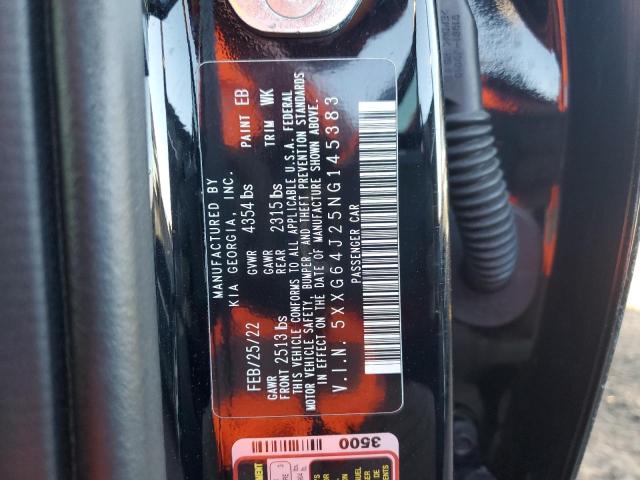 MANUFACTURED BY
KIA GEORGIA, INC.
FEB/25/22 GVWR 4354 lbs PAINT EB
GAWR FRONT 2513 lbs GAWR REAR 2315 lbs TRIM WK
THIS VEHICLE CONFORMS TO ALL APPLICABLE U.S.A. FEDERAL
MOTOR VEHICLE SAFETY, BUMPER, AND THEFT PREVENTION STANDARDS
IN EFFECT ON THE DATE OF MANUFACTURE SHOWN ABOVE.
V.I.N. 5XXG64J25NG145383
PASSENGER CAR
3500